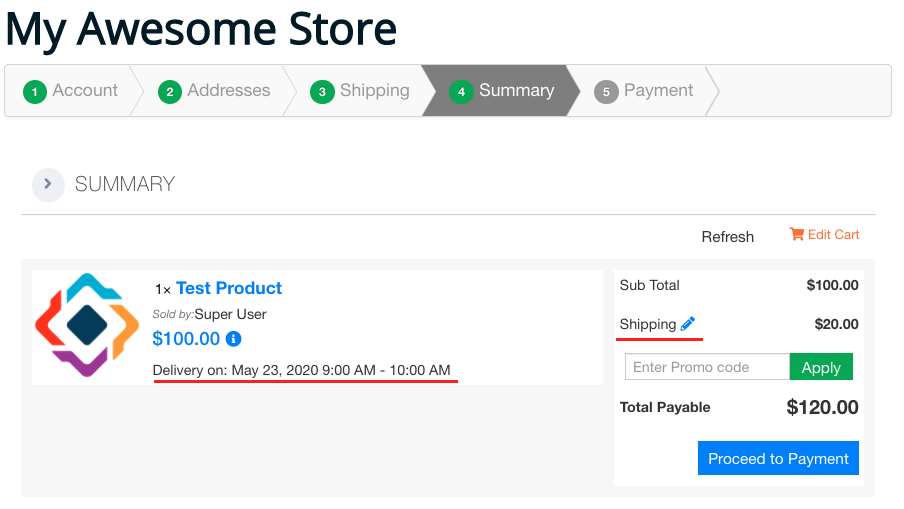 My Awesome Store
1 Account 2 Addresses 3 Shipping 4 Summary 5 Payment
SUMMARY
Refresh Edit Cart
1× Test Product
Sold by:Super User
$100.00
Delivery on: May 23, 2020 9:00 AM - 10:00 AM
Sub Total $100.00
Shipping $20.00
Enter Promo code Apply
Total Payable $120.00
Proceed to Payment